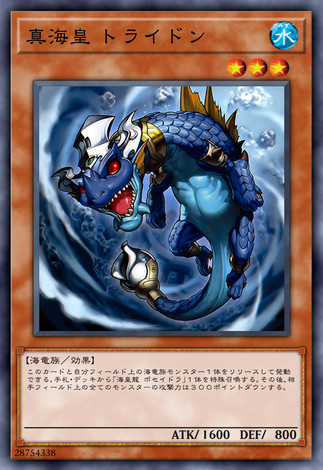 真海皇 トライドン
水
【海竜族／効果】
このカードと自分フィールド上の海竜族モンスター１体をリリースして発動
できる。手札・デッキから「海皇龍 ポセイドラ」１体を特殊召喚する。その後、相
手フィールド上の全てのモンスターの攻撃力は３００ポイントダウンする。
ATK/ 1600 DEF/ 800
28754338